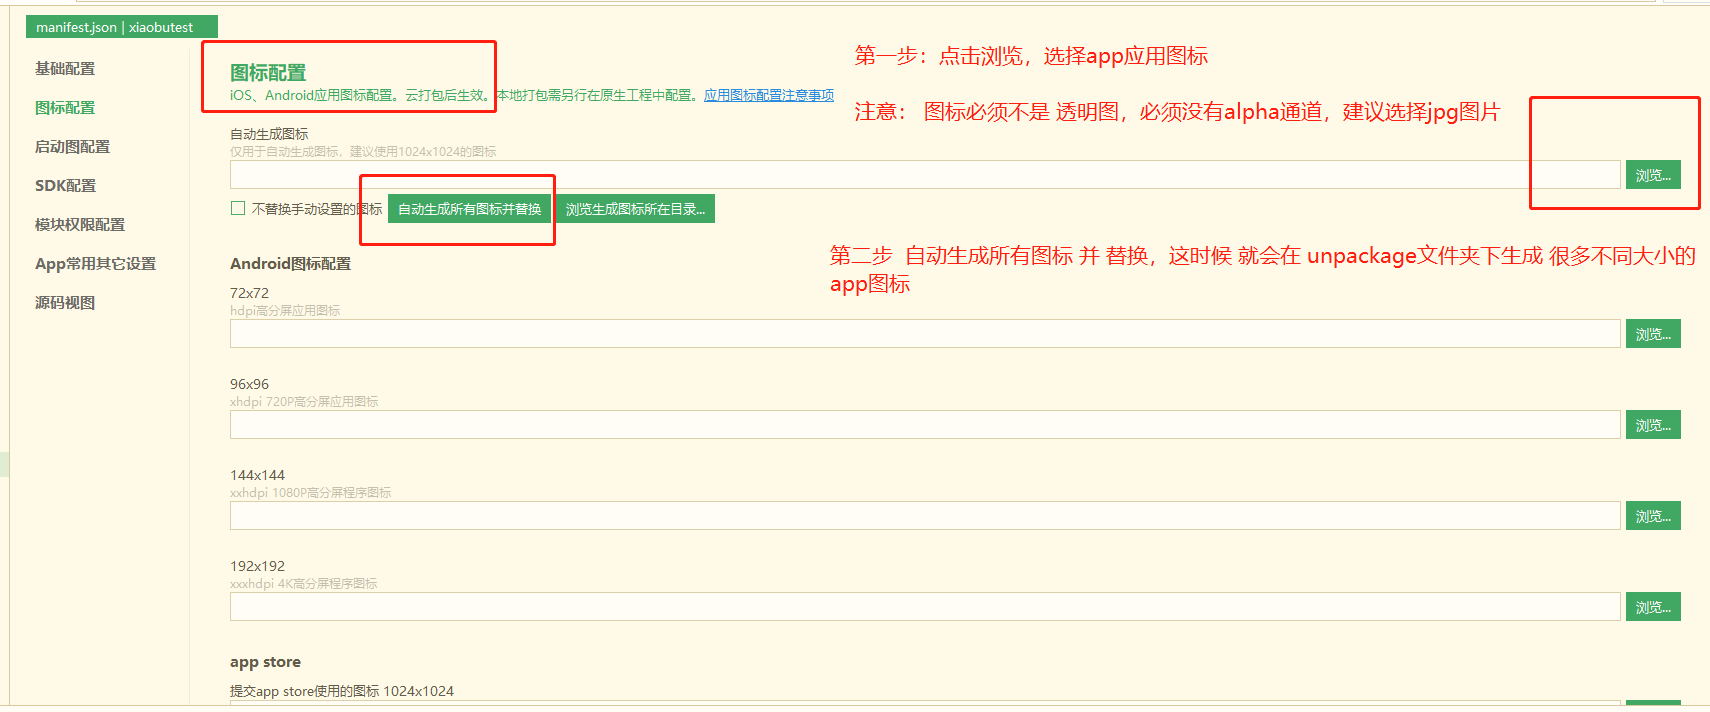 manifest.json | xiaobutest
基础配置
图标配置
启动图配置
SDK配置
模块权限配置
App常用其它设置
源码视图
图标配置
iOS、Android应用图标配置。云打包后生效。本地打包需另行在原生工程中配置。应用图标配置注意事项
第一步：点击浏览，选择app应用图标
注意： 图标必须不是 透明图，必须没有alpha通道，建议选择jpg图片
自动生成图标
仅用于自动生成图标，建议使用1024x1024的图标
浏览...
不替换手动设置的图标
自动生成所有图标并替换
浏览生成图标所在目录...
第二步 自动生成所有图标 并 替换，这时候 就会在 unpackage文件夹下生成 很多不同大小的
app图标
Android图标配置
72x72
hdpi高分屏应用图标
浏览...
96x96
xhdpi 720P高分屏应用图标
浏览...
144x144
xxhdpi 1080P高分屏程序图标
浏览...
192x192
xxxhdpi 4K高分屏程序图标
浏览...
app store
提交app store使用的图标 1024x1024